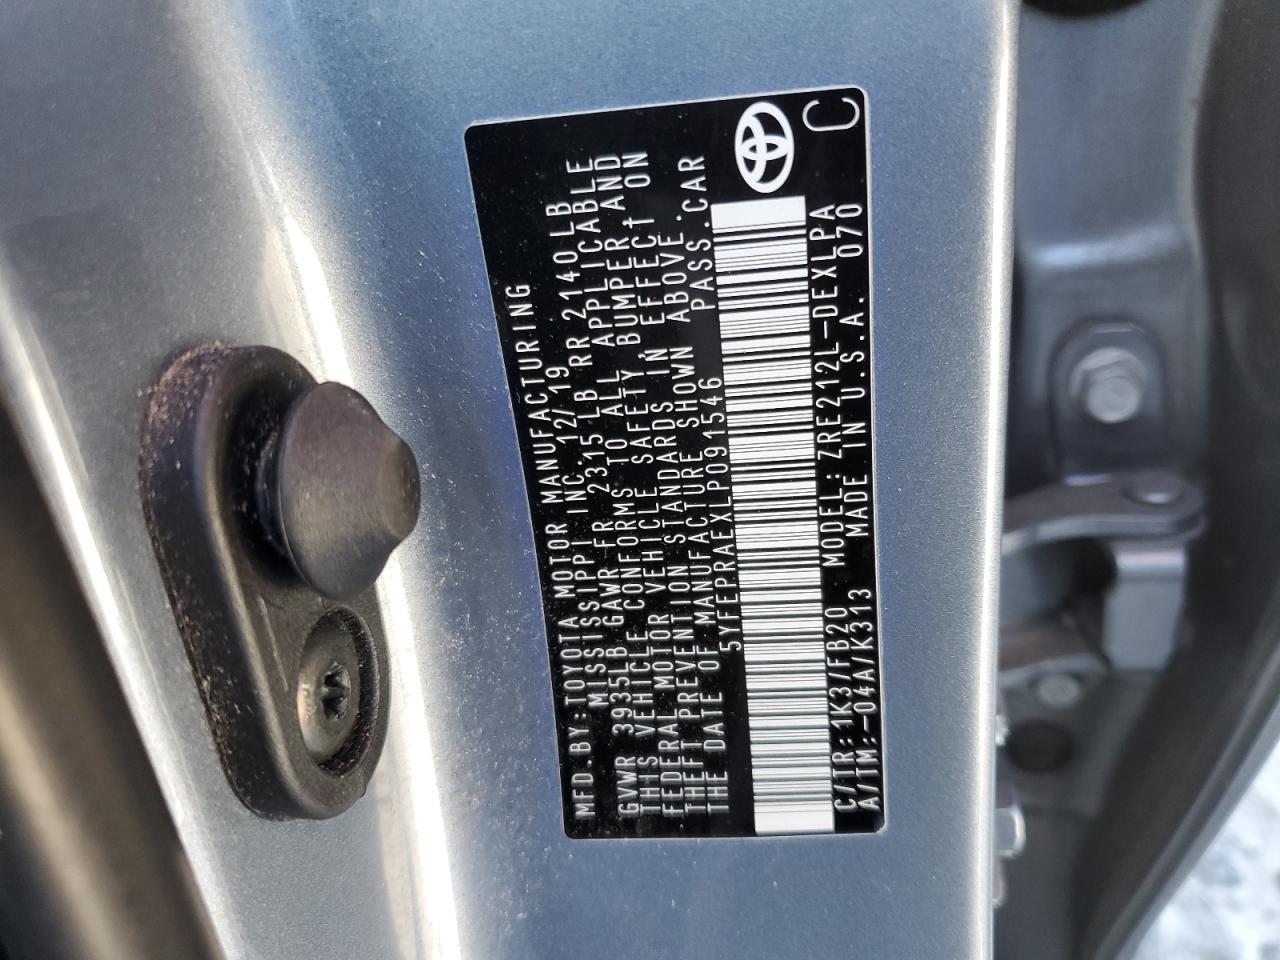 MFD.BY:TOYOTA MOTOR MANUFACTURING
MISSISSIPPI INC. 12/19
GVWR 3935LB GAWR FR 2315 LB RR 2140LB
THIS VEHICLE CONFORMS TO ALL APPLICABLE
FEDERAL MOTOR VEHICLE SAFETY,BUMPER,AND
THEFT PREVENTION STANDARDS IN EFFECT ON
THE DATE OF MANUFACTURE SHOWN ABOVE.
5YFEPRAEXLP091546 PASS.CAR
C/TR:1K3/FB20 MODEL:ZRE212L-DEXLPA
A/TM:-04A/K313 MADE IN U.S.A. 070
C